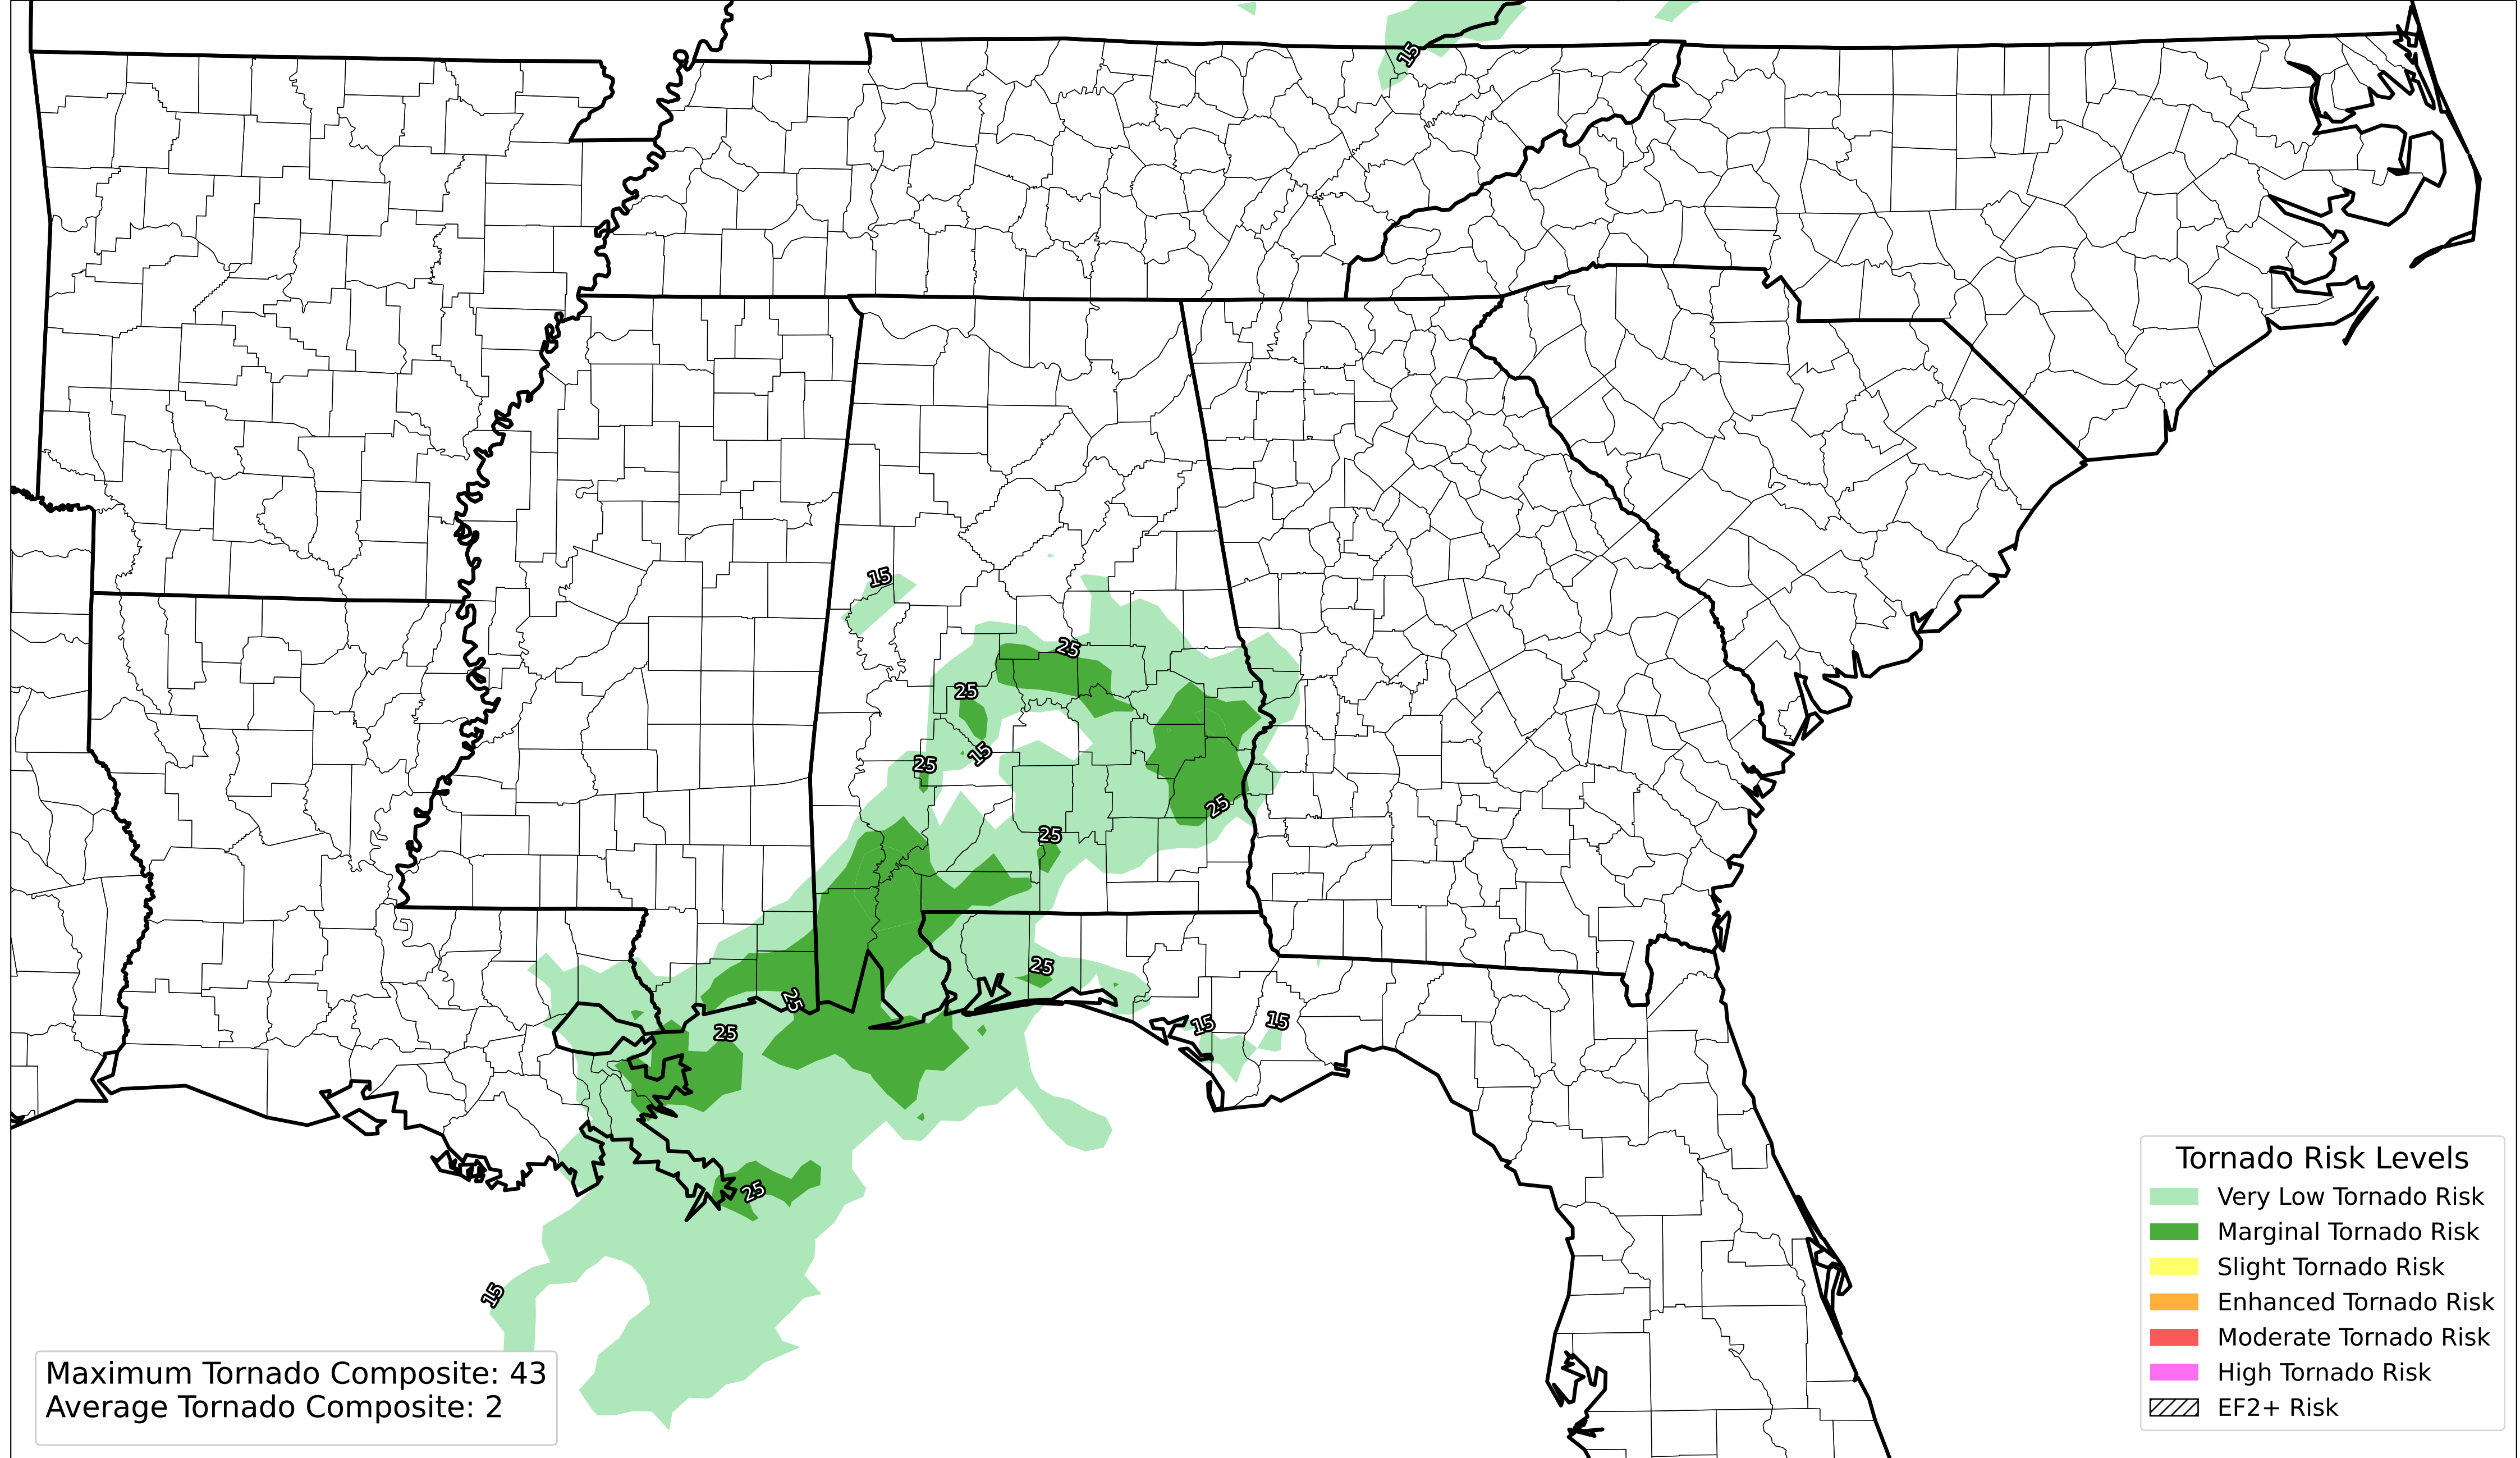 15
15
25
25
15
25
25
25
25
25
15
15
25
25
15
Tornado Risk Levels
Very Low Tornado Risk
Marginal Tornado Risk
Slight Tornado Risk
Enhanced Tornado Risk
Moderate Tornado Risk
High Tornado Risk
EF2+ Risk
Maximum Tornado Composite: 43
Average Tornado Composite: 2